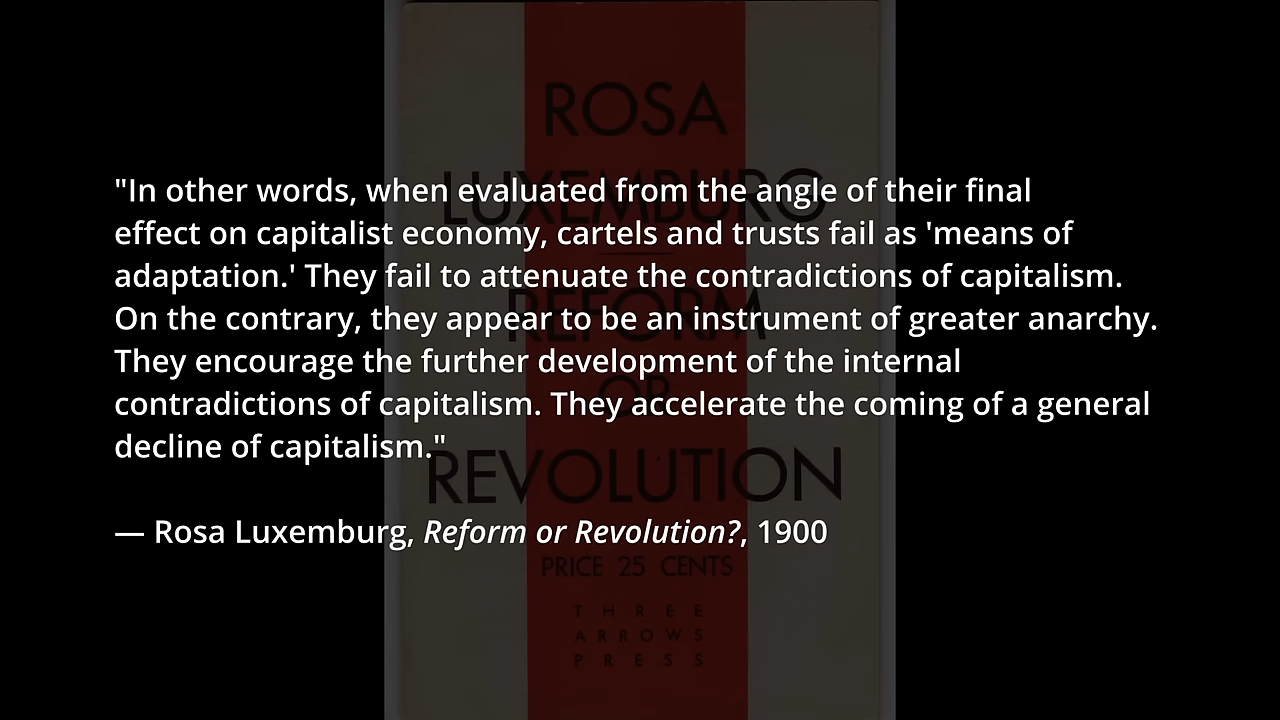 "In other words, when evaluated from the angle of their final
effect on capitalist economy, cartels and trusts fail as 'means of
adaptation.' They fail to attenuate the contradictions of capitalism.
On the contrary, they appear to be an instrument of greater anarchy.
They encourage the further development of the internal
contradictions of capitalism. They accelerate the coming of a general
decline of capitalism."
— Rosa Luxemburg, Reform or Revolution?, 1900
ROSA
LUXEMBURG
REFORM
OR
REVOLUTION
PRICE 25 CENTS
THREE
ARROWS
PRESS